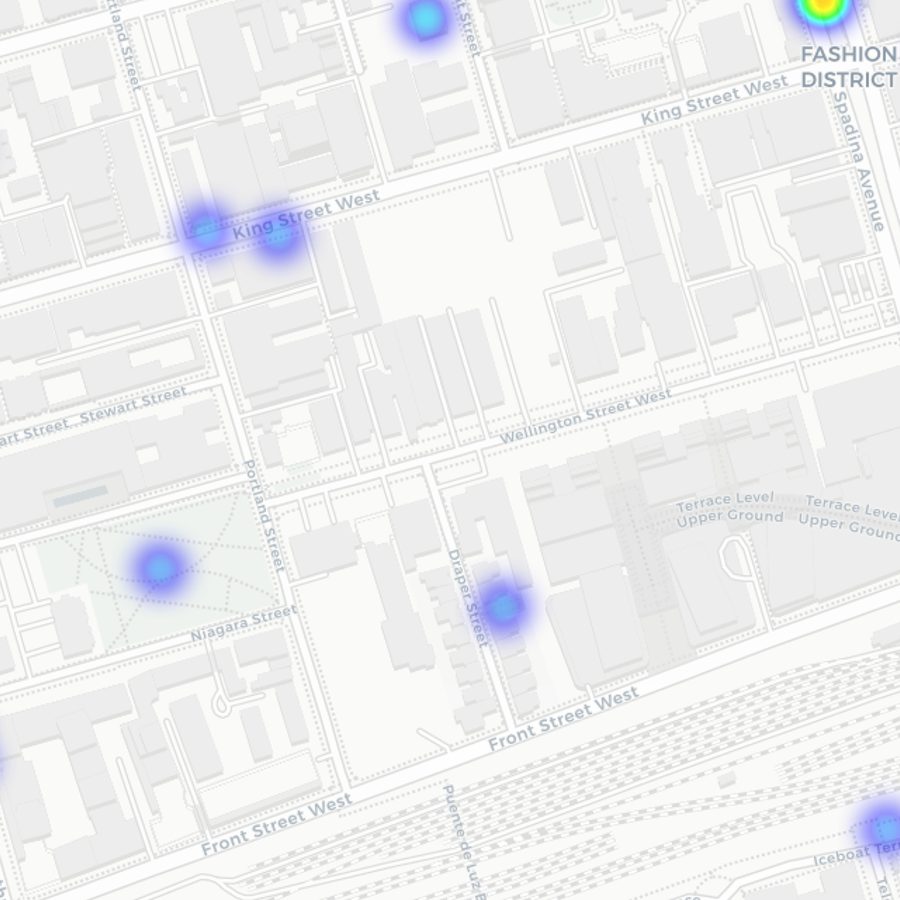 FASHION
DISTRICT
King Street West
Spadina Avenue
King Street West
Stewart Street
Wellington Street West
Portland Street
Terrace Level
Upper Ground
Terrace Level
Upper Ground
Draper Street
Niagara Street
Front Street West
Front Street West
Puente de Luz
Iceboat